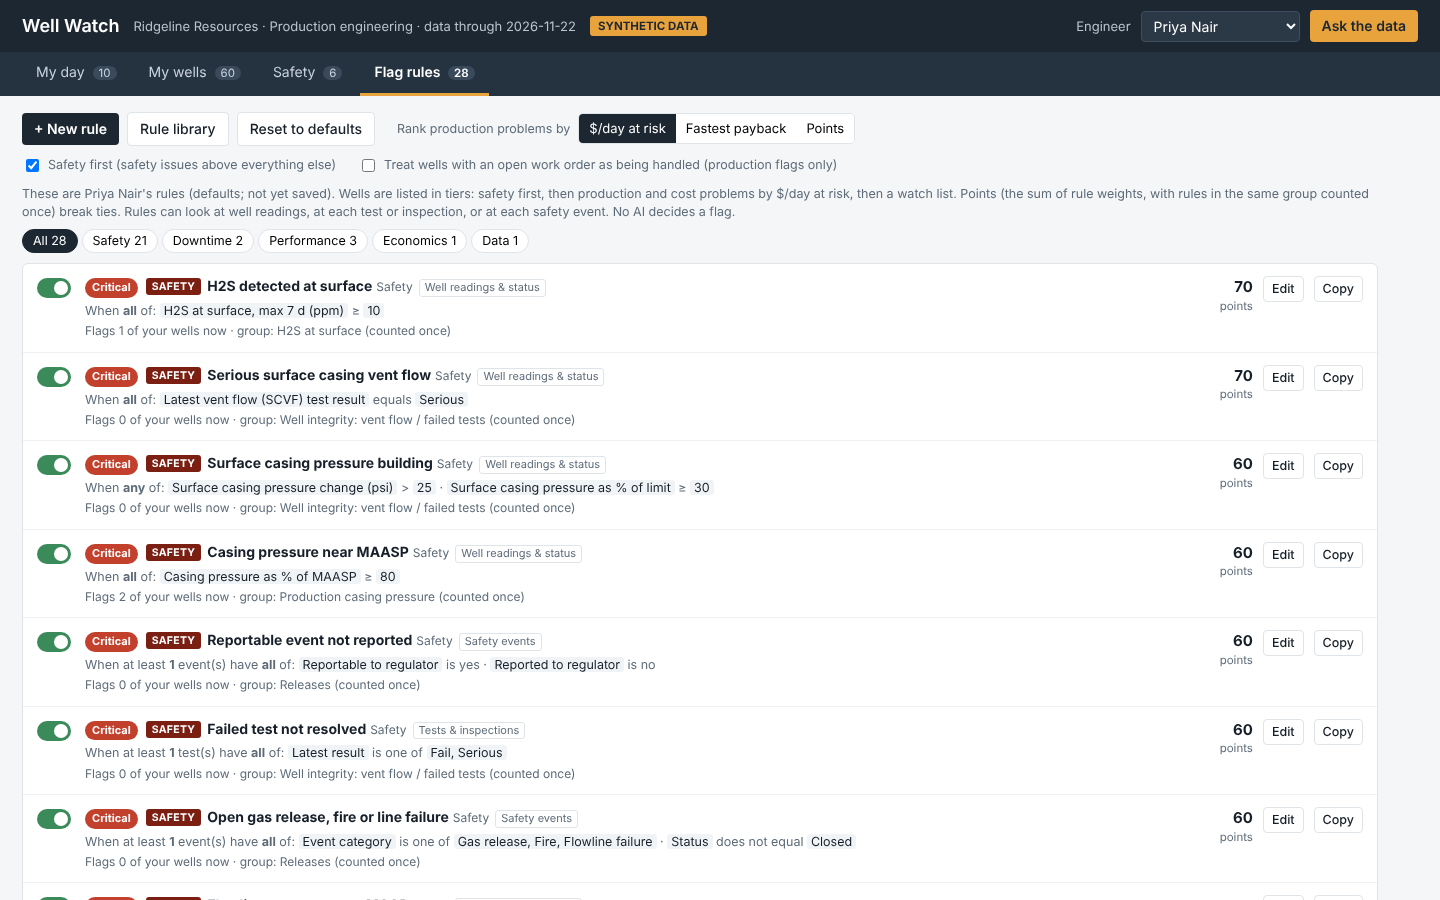 Well Watch Ridgeline Resources · Production engineering · data through 2026-11-22 SYNTHETIC DATA Engineer Priya Nair Ask the data
My day 10 My wells 60 Safety 6 Flag rules 28
+ New rule Rule library Reset to defaults Rank production problems by $/day at risk Fastest payback Points
Safety first (safety issues above everything else) Treat wells with an open work order as being handled (production flags only)
These are Priya Nair's rules (defaults; not yet saved). Wells are listed in tiers: safety first, then production and cost problems by $/day at risk, then a watch list. Points (the sum of rule weights, with rules in the same group counted
once) break ties. Rules can look at well readings, at each test or inspection, or at each safety event. No AI decides a flag.
All 28 Safety 21 Downtime 2 Performance 3 Economics 1 Data 1
Critical SAFETY H2S detected at surface Safety Well readings & status 70 points Edit Copy
When all of: H2S at surface, max 7 d (ppm) ≥ 10
Flags 1 of your wells now · group: H2S at surface (counted once)
Critical SAFETY Serious surface casing vent flow Safety Well readings & status 70 points Edit Copy
When all of: Latest vent flow (SCVF) test result equals Serious
Flags 0 of your wells now · group: Well integrity: vent flow / failed tests (counted once)
Critical SAFETY Surface casing pressure building Safety Well readings & status 60 points Edit Copy
When any of: Surface casing pressure change (psi) > 25 · Surface casing pressure as % of limit ≥ 30
Flags 0 of your wells now · group: Well integrity: vent flow / failed tests (counted once)
Critical SAFETY Casing pressure near MAASP Safety Well readings & status 60 points Edit Copy
When all of: Casing pressure as % of MAASP ≥ 80
Flags 2 of your wells now · group: Production casing pressure (counted once)
Critical SAFETY Reportable event not reported Safety Safety events 60 points Edit Copy
When at least 1 event(s) have all of: Reportable to regulator is yes · Reported to regulator is no
Flags 0 of your wells now · group: Releases (counted once)
Critical SAFETY Failed test not resolved Safety Tests & inspections 60 points Edit Copy
When at least 1 test(s) have all of: Latest result is one of Fail, Serious
Flags 0 of your wells now · group: Well integrity: vent flow / failed tests (counted once)
Critical SAFETY Open gas release, fire or line failure Safety Safety events 60 points Edit Copy
When at least 1 event(s) have all of: Event category is one of Gas release, Fire, Flowline failure · Status does not equal Closed
Flags 0 of your wells now · group: Releases (counted once)